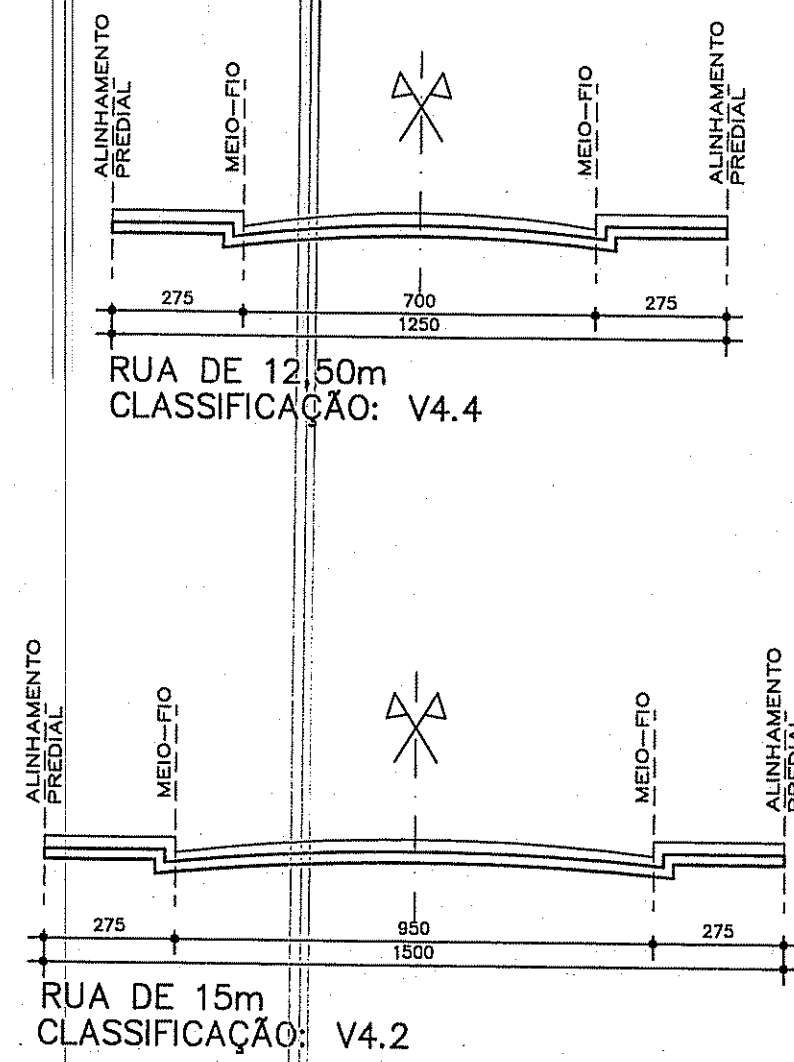 ALINHAMENTO
PREDIAL
MEIO-FIO
MEIO-FIO
ALINHAMENTO
PREDIAL
275
700
275
1250
RUA DE 12,50m
CLASSIFICAÇÃO: V4.4
ALINHAMENTO
PREDIAL
MEIO-FIO
MEIO-FIO
ALINHAMENTO
PREDIAL
275
950
275
1500
RUA DE 15m
CLASSIFICAÇÃO: V4.2